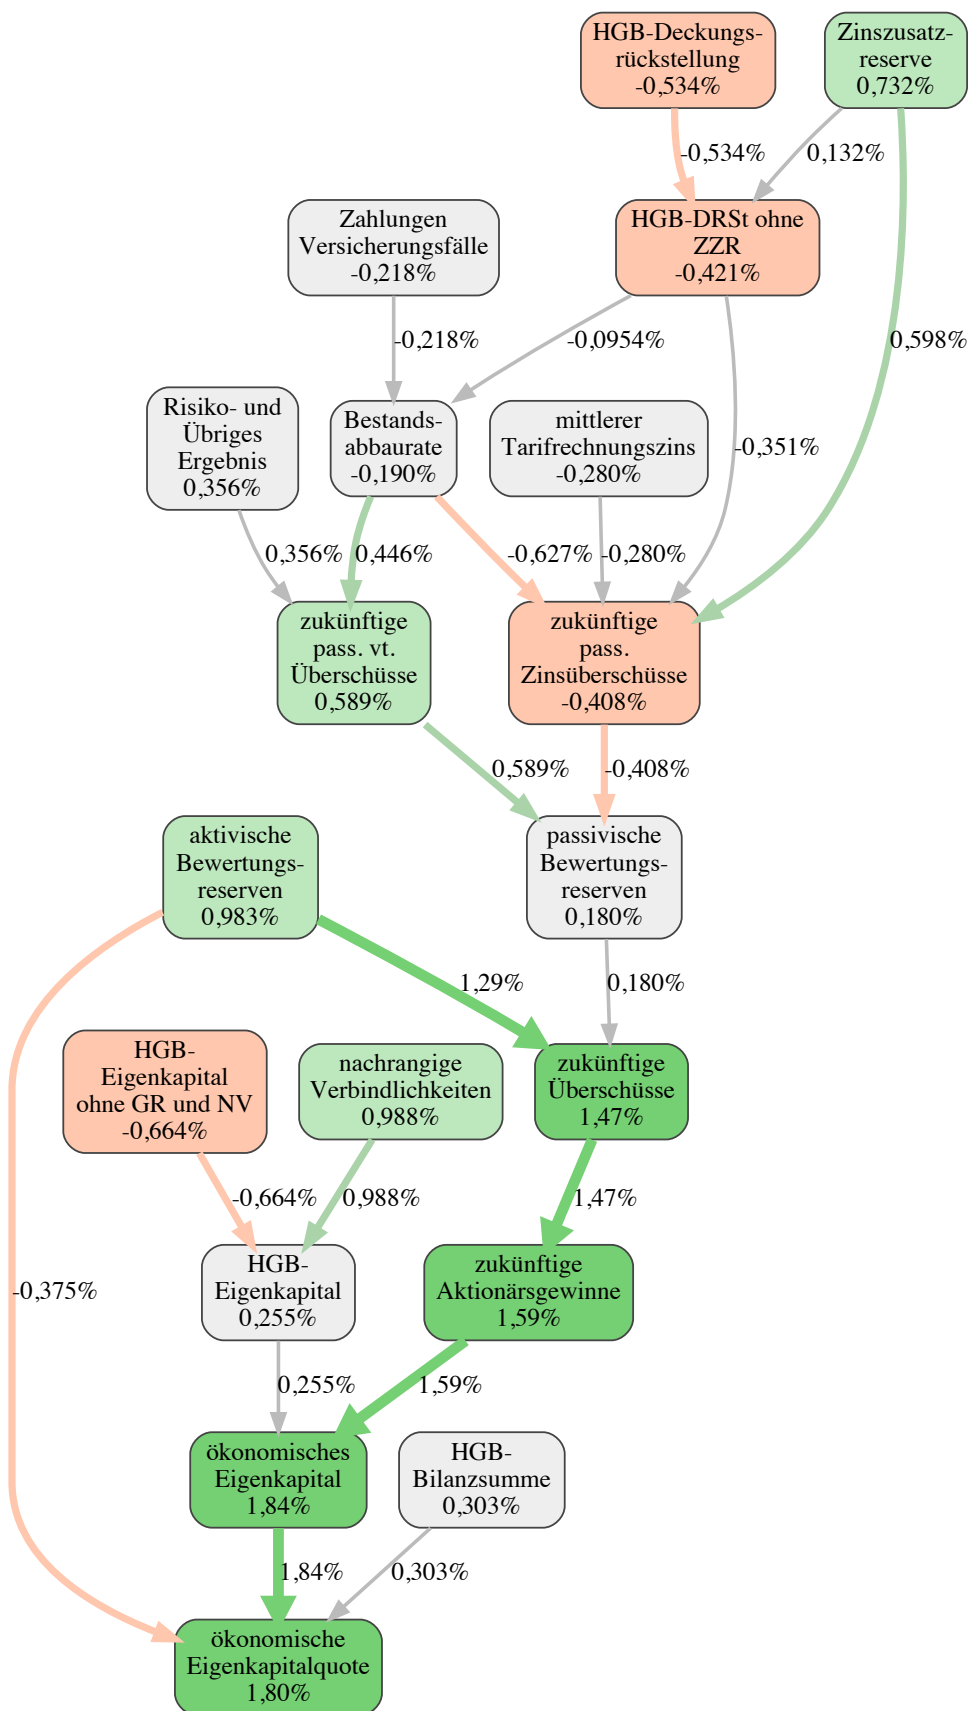 HGB-Deckungs-
rückstellung
-0,534%
Zinszusatz-
reserve
0,732%
-0,534%
0,132%
Zahlungen
Versicherungsfälle
-0,218%
HGB-DRSt ohne
ZZR
-0,421%
-0,218%
-0,0954%
0,598%
Risiko- und
Übriges
Ergebnis
0,356%
Bestands-
abbaurate
-0,190%
mittlerer
Tarifrechnungszins
-0,280%
-0,351%
0,356%
0,446%
-0,627%
-0,280%
zukünftige
pass. vt.
Überschüsse
0,589%
zukünftige
pass.
Zinsüberschüsse
-0,408%
0,589%
-0,408%
aktivische
Bewertungs-
reserven
0,983%
passivische
Bewertungs-
reserven
0,180%
1,29%
0,180%
HGB-
Eigenkapital
ohne GR und NV
-0,664%
nachrangige
Verbindlichkeiten
0,988%
zukünftige
Überschüsse
1,47%
-0,664%
0,988%
1,47%
-0,375%
HGB-
Eigenkapital
0,255%
zukünftige
Aktionärsgewinne
1,59%
0,255%
1,59%
ökonomisches
Eigenkapital
1,84%
HGB-
Bilanzsumme
0,303%
1,84%
0,303%
ökonomische
Eigenkapitalquote
1,80%